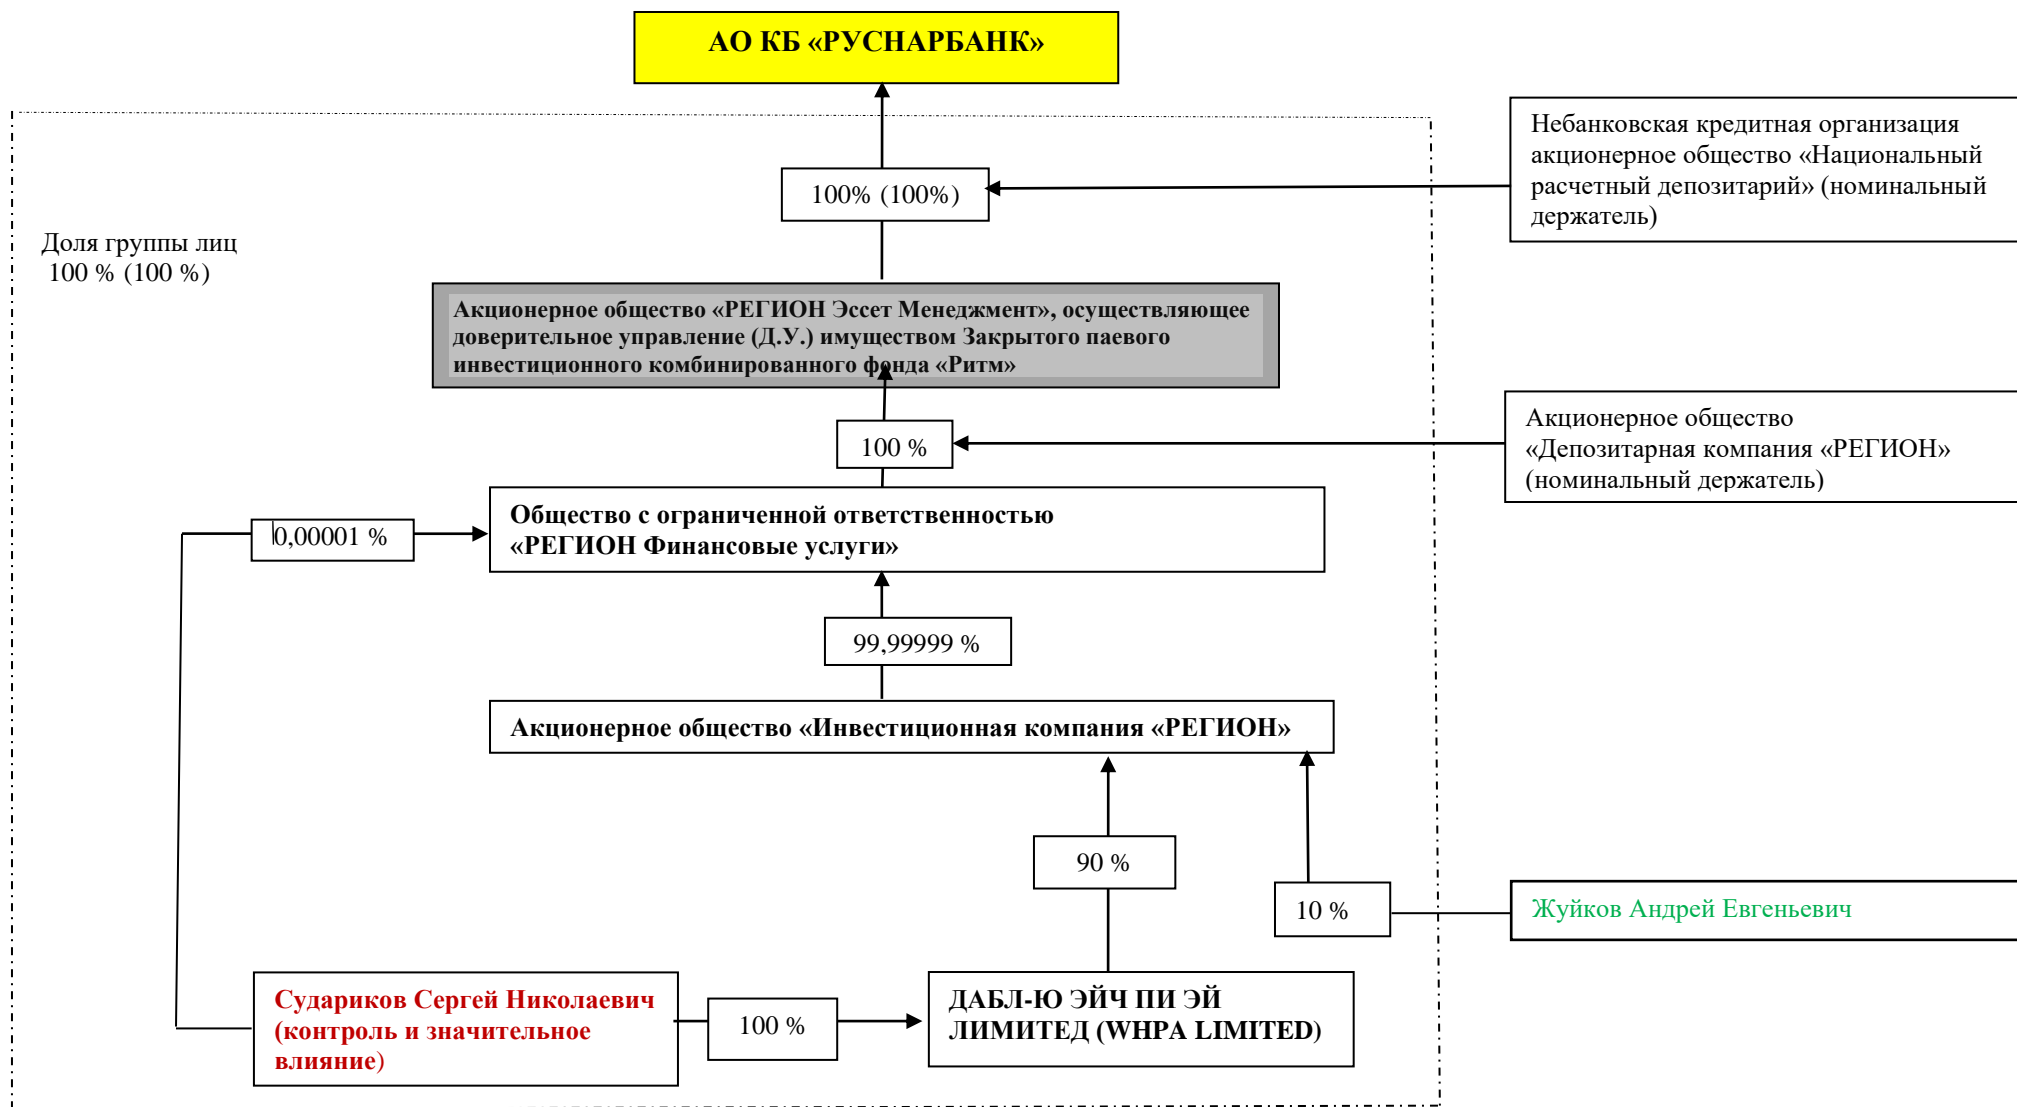 АО КБ «РУСНАРБАНК»
Небанковская кредитная организация
акционерное общество «Национальный
расчетный депозитарий» (номинальный
держатель)
100% (100%)
Доля группы лиц
100 % (100 %)
Акционерное общество «РЕГИОН Эссет Менеджмент», осуществляющее
доверительное управление (Д.У.) имуществом Закрытого паевого
инвестиционного комбинированного фонда «Ритм»
Акционерное общество
«Депозитарная компания «РЕГИОН»
(номинальный держатель)
100 %
Общество с ограниченной ответственностью
«РЕГИОН Финансовые услуги»
0,00001 %
99,99999 %
Акционерное общество «Инвестиционная компания «РЕГИОН»
90 %
10 %
Жуйков Андрей Евгеньевич
Судариков Сергей Николаевич
(контроль и значительное
влияние)
100 %
ДАБЛ-Ю ЭЙЧ ПИ ЭЙ
ЛИМИТЕД (WHPA LIMITED)